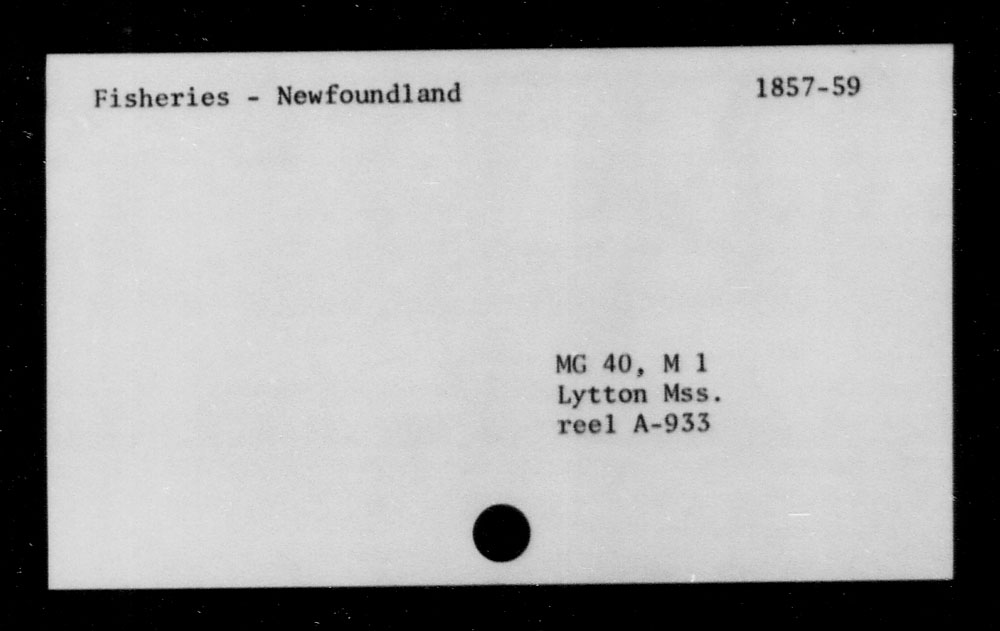 Fisheries - Newfoundland 1857-59
MG 40, M 1
Lytton Mss.
reel A-933